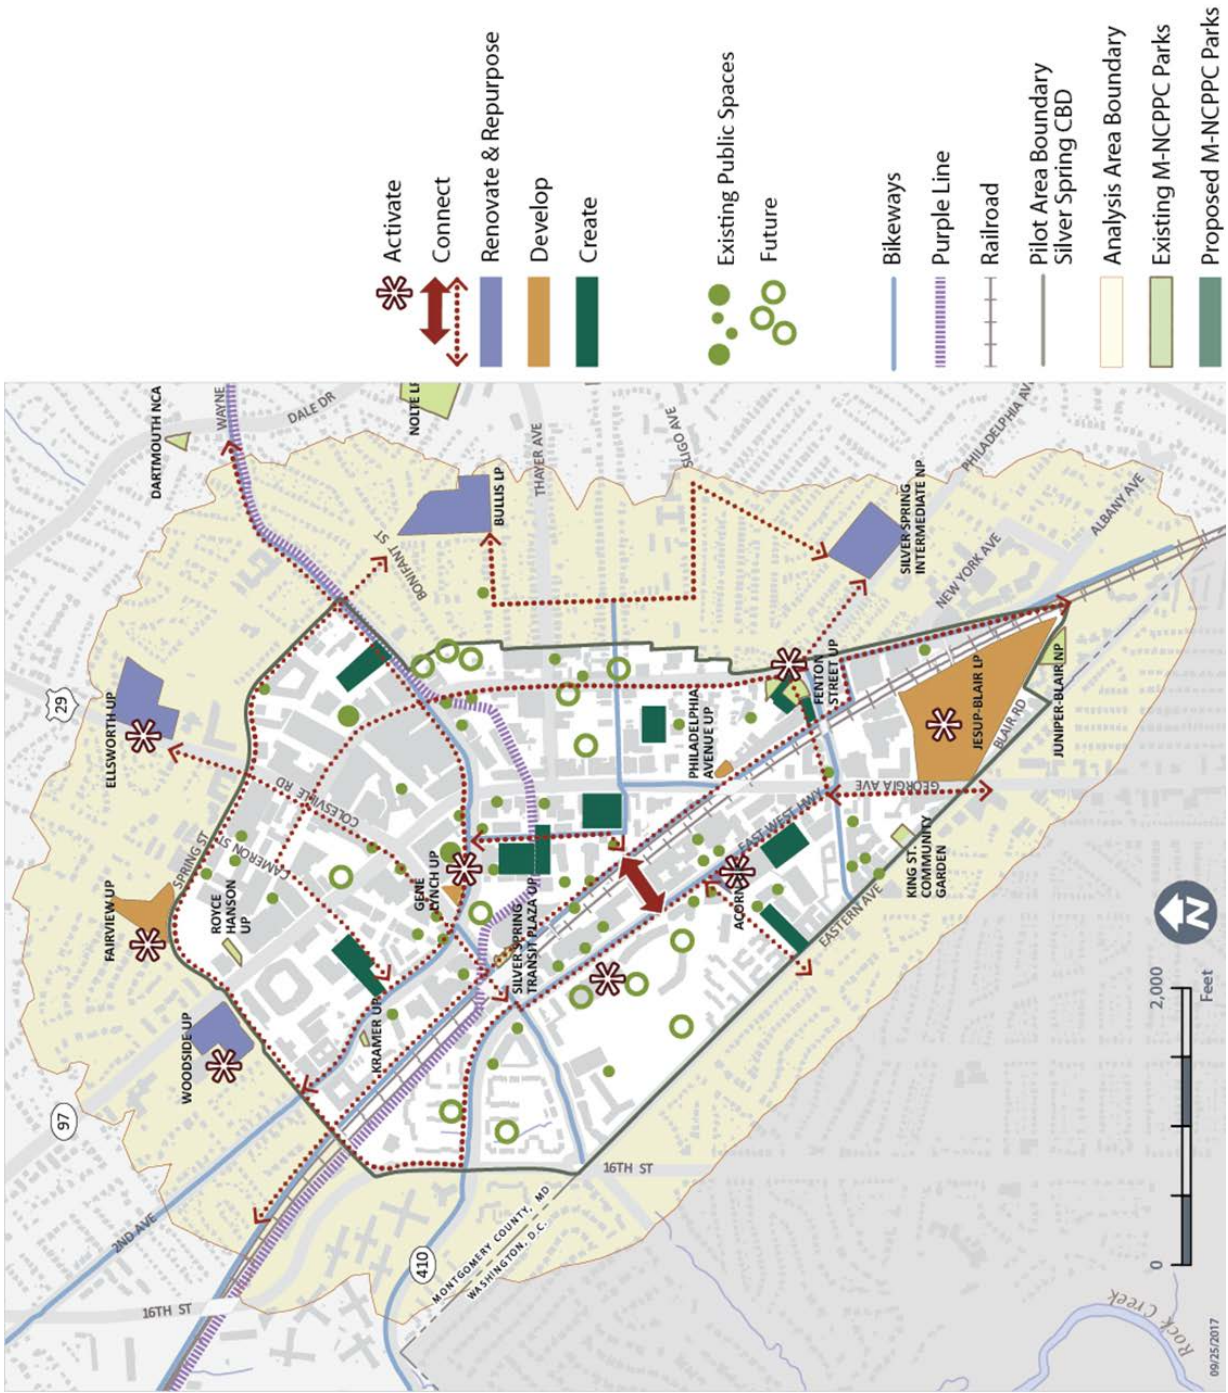 Activate
Connect
Renovate & Repurpose
Develop
Create
Existing Public Spaces
Future
Bikeways
Purple Line
Railroad
Pilot Area Boundary
Silver Spring CBD
Analysis Area Boundary
Existing M-NCPPC Parks
Proposed M-NCPPC Parks
DARTMOUTH NCA
WAYNE
DALE DR
NOLTE
29
ELLSWORTH UP
BONIFANT ST
BULLIS LP
THAYER AVE
SLIGO AVE
PHILADELPHIA AV
SILVER SPRING
INTERMEDIATE NP
NEW YORK AVE
ALBANY AVE
SPRING ST
CAMERON ST
COLESVILLE RD
FAIRVIEW UP
ROYCE
HANSON
UP
GENE
LYNCH UP
PHILADELPHIA
AVENUE UP
FENTON
STREET UP
JESUP-BLAIR LP
BLAIR RD
JUNIPER-BLAIR NP
GEORGIA AVE
EAST WEST HWY
WOODSIDE UP
KRAMER UP
SILVER SPRING
TRANSIT PLAZA UP
ACORN
KING ST.
COMMUNITY
GARDEN
EASTERN AVE
97
2ND AVE
16TH ST
410
16TH ST
MONTGOMERY COUNTY, MD
WASHINGTON, D.C.
N
0
2,000
Feet
Rock Creek
09/25/2017